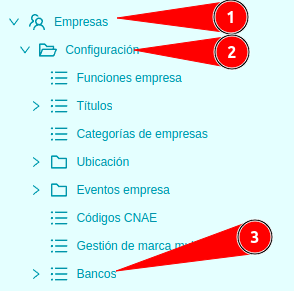 Empresas
1
Configuración
2
Funciones empresa
Títulos
Categorías de empresas
Ubicación
Eventos empresa
Códigos CNAE
Gestión de marca
3
Bancos